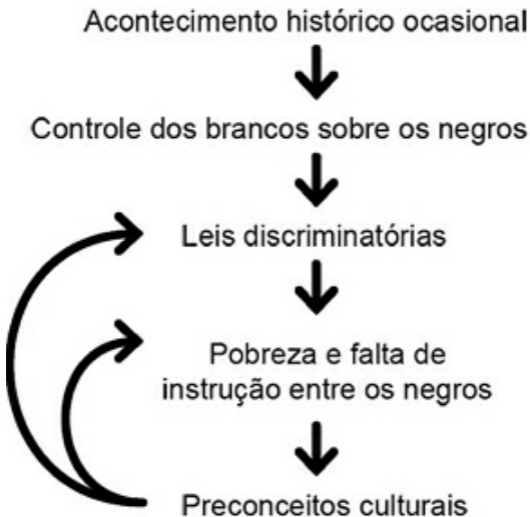 Acontecimento histórico ocasional
Controle dos brancos sobre os negros
Leis discriminatórias
Pobreza e falta de
instrução entre os negros
Preconceitos culturais